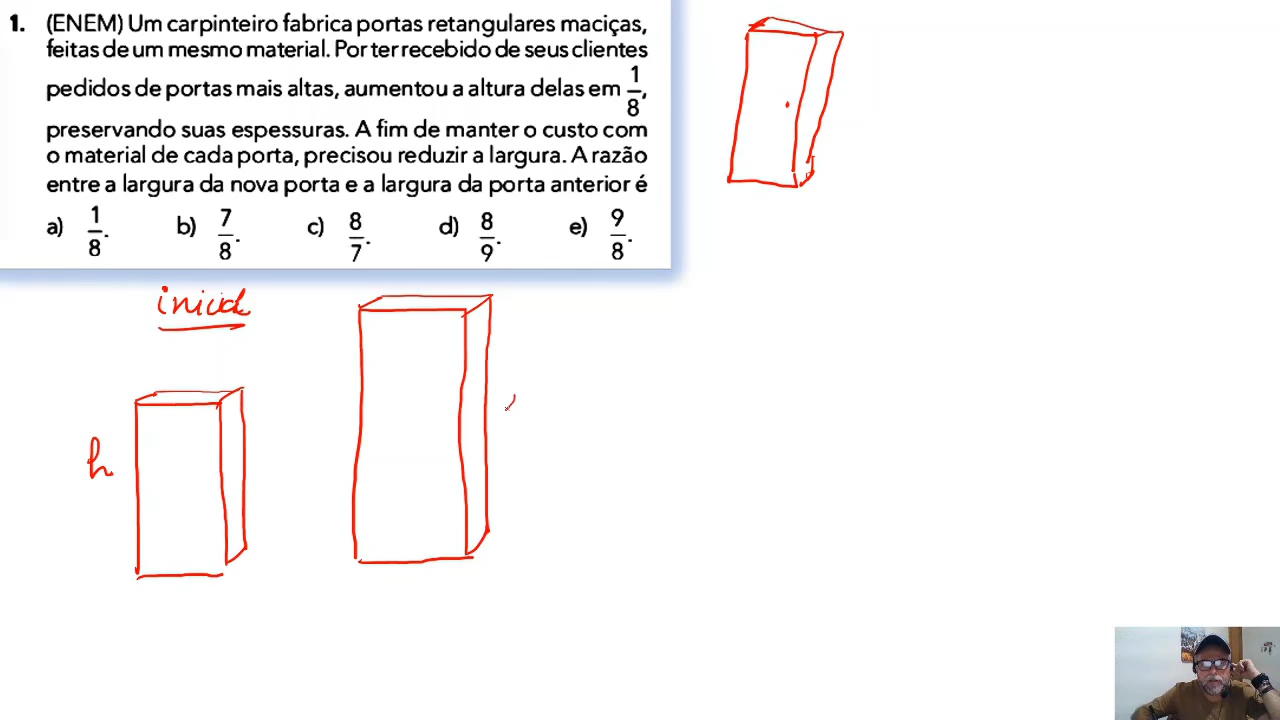 1. (ENEM) Um carpinteiro fabrica portas retangulares maciças,
feitas de um mesmo material. Por ter recebido de seus clientes
pedidos de portas mais altas, aumentou a altura delas em 1/8,
preservando suas espessuras. A fim de manter o custo com
o material de cada porta, precisou reduzir a largura. A razão
entre a largura da nova porta e a largura da porta anterior é
a) 1/8. b) 7/8. c) 8/7. d) 8/9. e) 9/8.
inicial
h